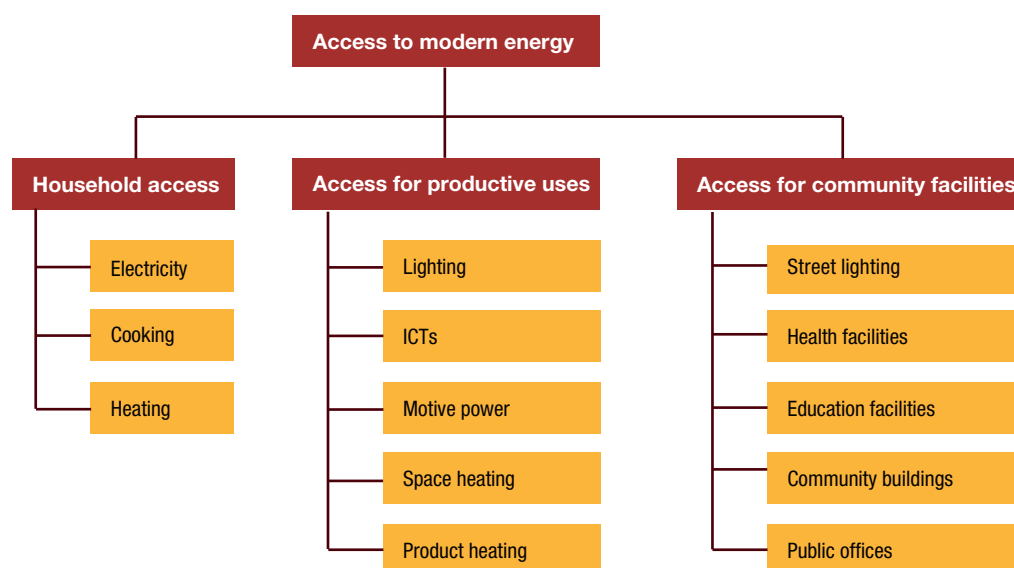 Access to modern energy
Household access
Electricity
Cooking
Heating
Access for productive uses
Lighting
ICTs
Motive power
Space heating
Product heating
Access for community facilities
Street lighting
Health facilities
Education facilities
Community buildings
Public offices